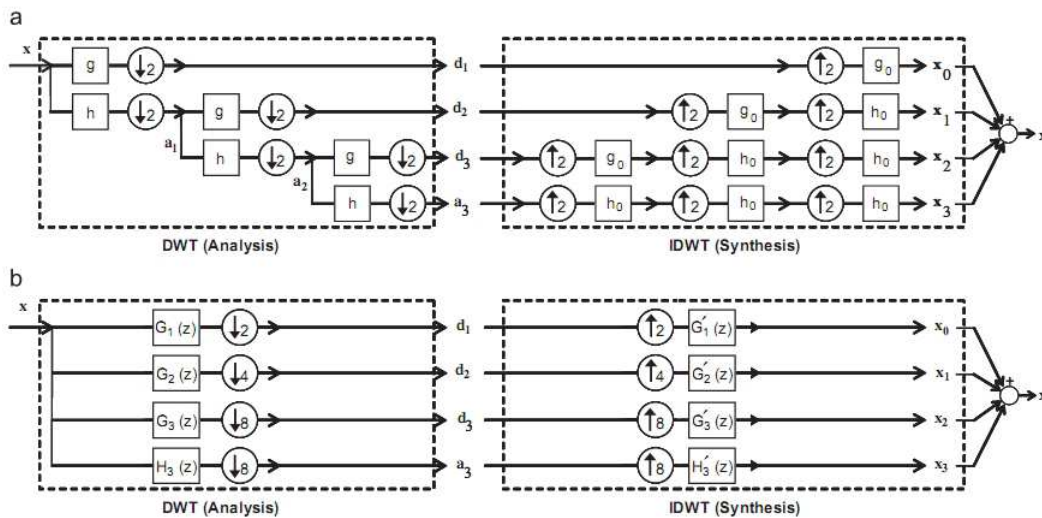 a
x g ↓2 d1 ↑2 g0 x0
h ↓2 g ↓2 d2 ↑2 g0 ↑2 h0 x1 +
a1 h ↓2 g ↓2 d3 ↑2 g0 ↑2 h0 ↑2 h0 x2 x
a2 h ↓2 a3 ↑2 h0 ↑2 h0 ↑2 h0 x3
DWT (Analysis) IDWT (Synthesis)
b
x G1 (z) ↓2 d1 ↑2 G′1 (z) x0
G2 (z) ↓4 d2 ↑4 G′2 (z) x1 +
G3 (z) ↓8 d3 ↑8 G′3 (z) x2 x
H3 (z) ↓8 a3 ↑8 H′3 (z) x3
DWT (Analysis) IDWT (Synthesis)